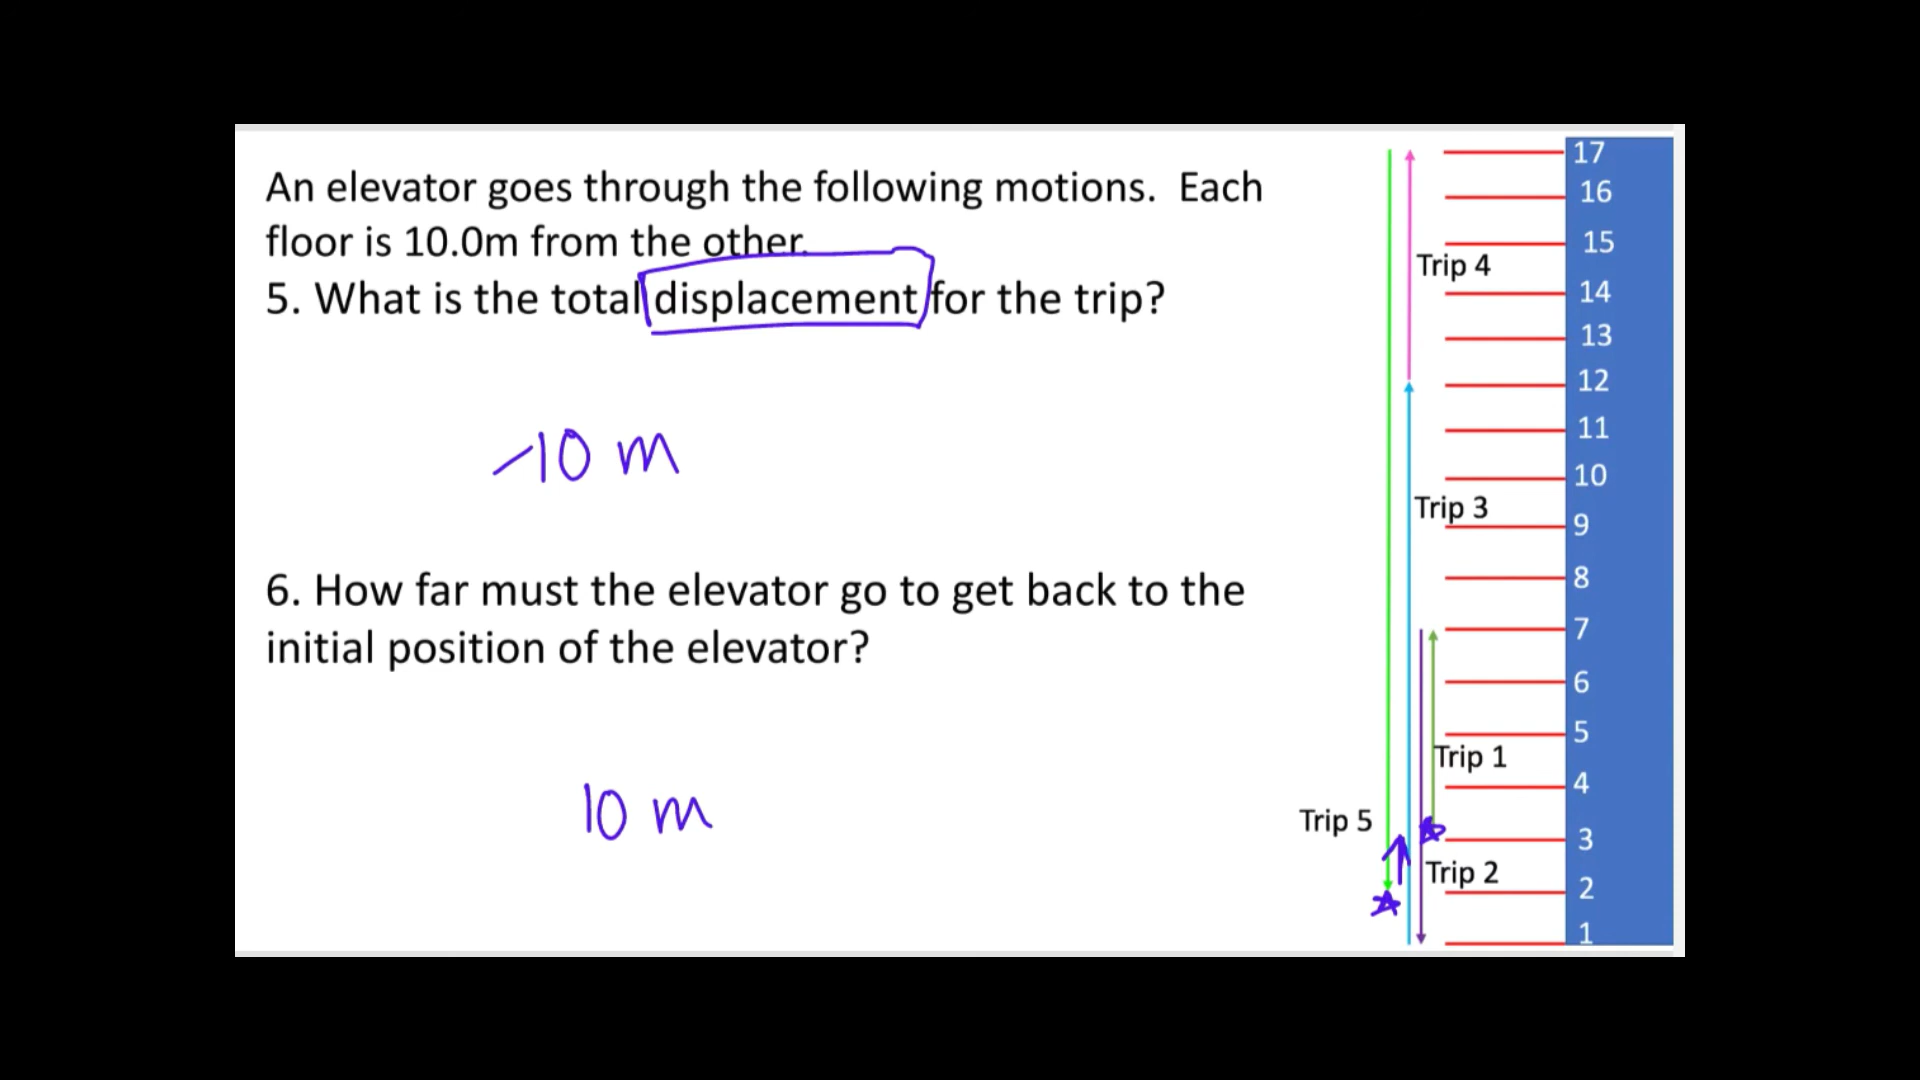 An elevator goes through the following motions. Each
floor is 10.0m from the other.
5. What is the total displacement for the trip?
-10 m
6. How far must the elevator go to get back to the
initial position of the elevator?
10 m
17
16
15
Trip 4
14
13
12
11
10
Trip 3
9
8
7
6
5
Trip 1
4
Trip 5
3
Trip 2
2
1